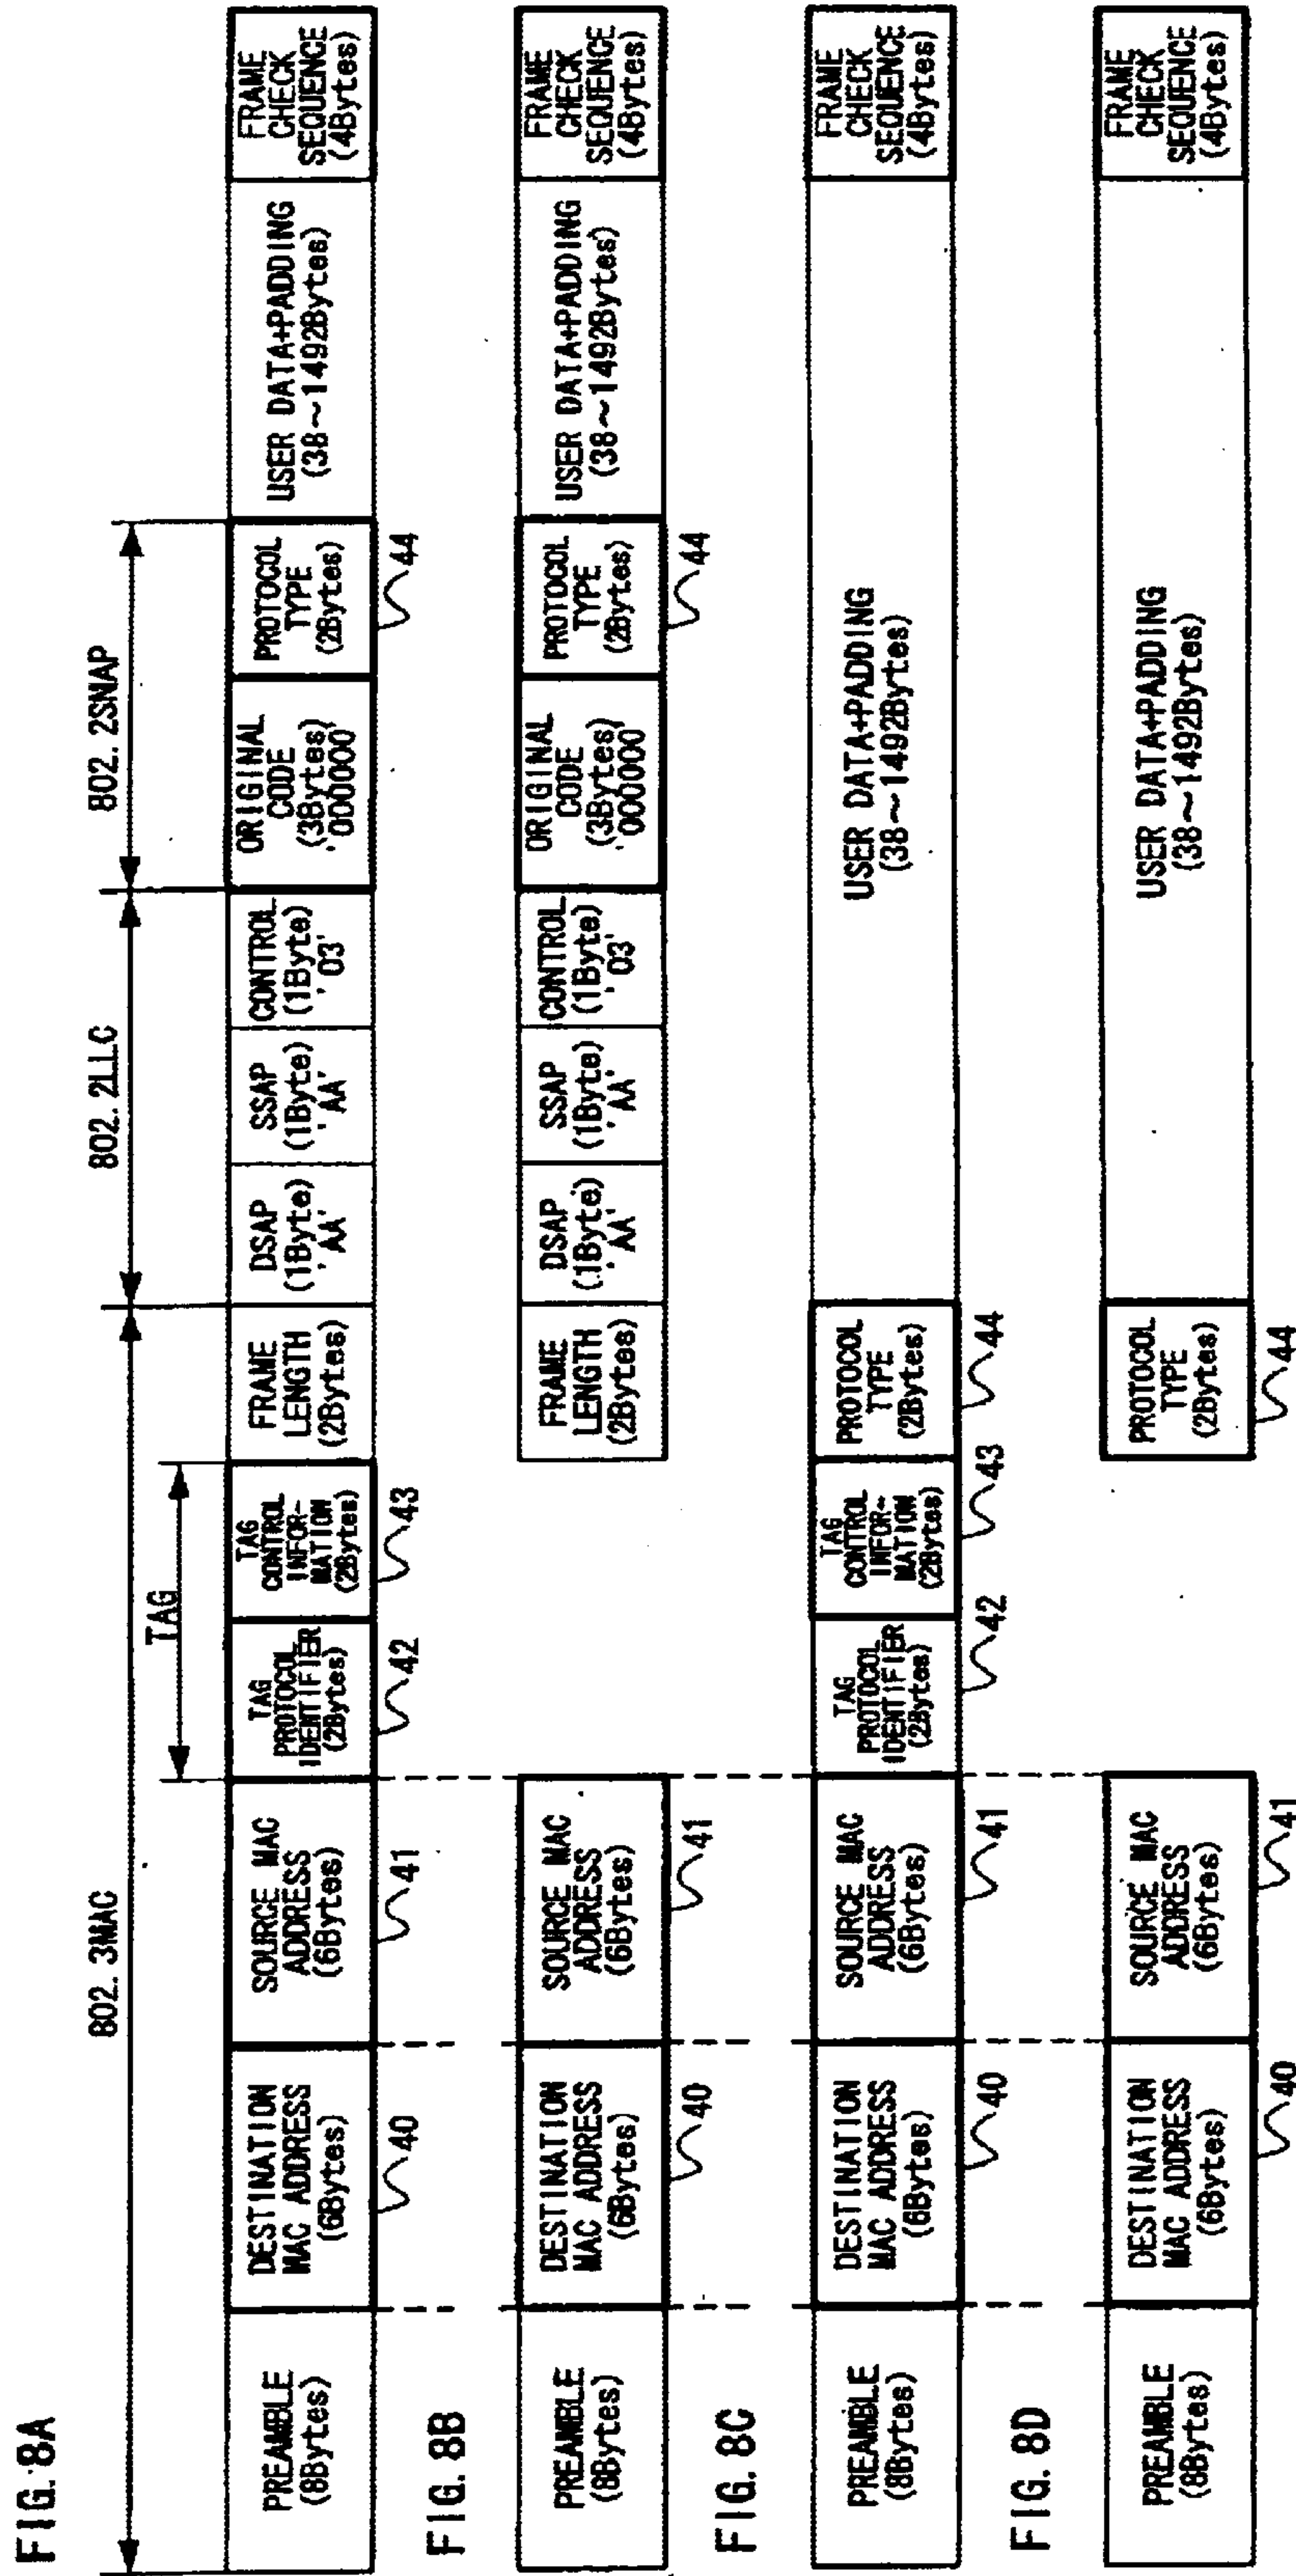 FIG. 8A
802. 3MAC
802. 2LLC
802. 2SNAP
TAG
PREAMBLE
(8Bytes)
DESTINATION
MAC ADDRESS
(6Bytes)
40
SOURCE MAC
ADDRESS
(6Bytes)
41
TAG
PROTOCOL
IDENTIFIER
(2Bytes)
42
TAG
CONTROL
INFOR-
MATION
(2Bytes)
43
FRAME
LENGTH
(2Bytes)
DSAP
(1Byte)
'AA'
SSAP
(1Byte)
'AA'
CONTROL
(1Byte)
'03'
ORIGINAL
CODE
(3Bytes)
'000000'
PROTOCOL
TYPE
(2Bytes)
44
USER DATA+PADDING
(38~1492Bytes)
FRAME
CHECK
SEQUENCE
(4Bytes)
FIG. 8B
PREAMBLE
(8Bytes)
DESTINATION
MAC ADDRESS
(6Bytes)
40
SOURCE MAC
ADDRESS
(6Bytes)
41
FRAME
LENGTH
(2Bytes)
DSAP
(1Byte)
'AA'
SSAP
(1Byte)
'AA'
CONTROL
(1Byte)
'03'
ORIGINAL
CODE
(3Bytes)
'000000'
PROTOCOL
TYPE
(2Bytes)
44
USER DATA+PADDING
(38~1492Bytes)
FRAME
CHECK
SEQUENCE
(4Bytes)
FIG. 8C
PREAMBLE
(8Bytes)
DESTINATION
MAC ADDRESS
(6Bytes)
40
SOURCE MAC
ADDRESS
(6Bytes)
41
TAG
PROTOCOL
IDENTIFIER
(2Bytes)
42
TAG
CONTROL
INFOR-
MATION
(2Bytes)
43
PROTOCOL
TYPE
(2Bytes)
44
USER DATA+PADDING
(38~1492Bytes)
FRAME
CHECK
SEQUENCE
(4Bytes)
FIG. 8D
PREAMBLE
(8Bytes)
DESTINATION
MAC ADDRESS
(6Bytes)
40
SOURCE MAC
ADDRESS
(6Bytes)
41
PROTOCOL
TYPE
(2Bytes)
44
USER DATA+PADDING
(38~1492Bytes)
FRAME
CHECK
SEQUENCE
(4Bytes)